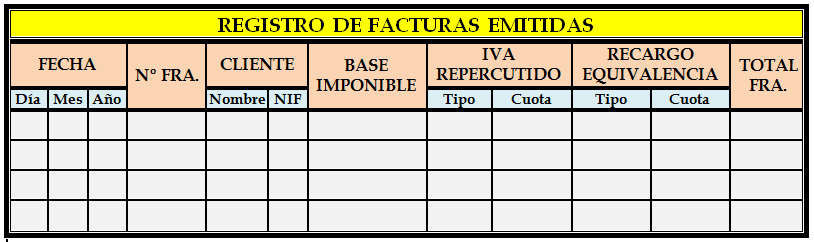 REGISTRO DE FACTURAS EMITIDAS
FECHA
Nº FRA.
CLIENTE
BASE
IMPONIBLE
IVA
REPERCUTIDO
RECARGO
EQUIVALENCIA
TOTAL
FRA.
Día Mes Año
Nombre NIF
Tipo Cuota
Tipo Cuota